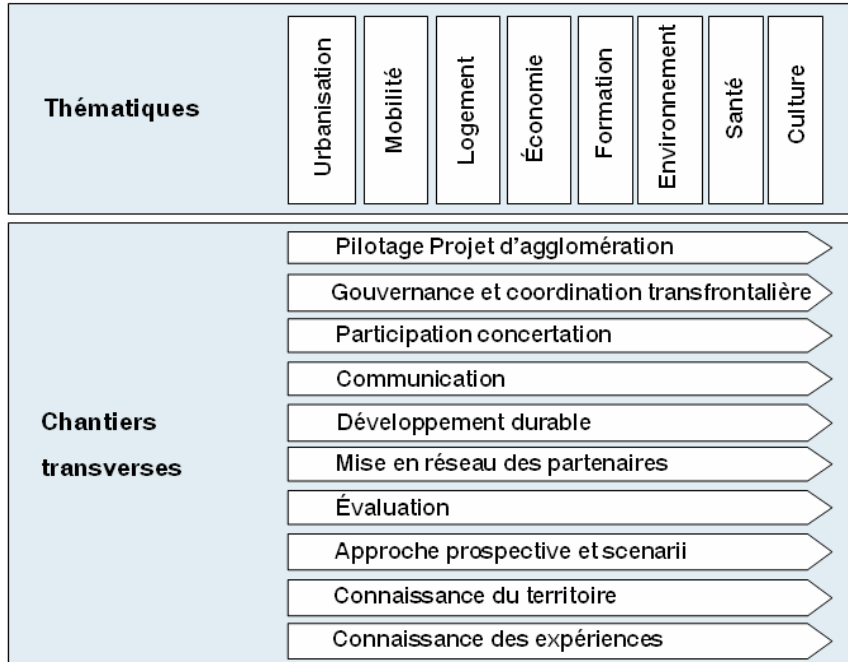 Thématiques
Urbanisation
Mobilité
Logement
Économie
Formation
Environnement
Santé
Culture
Chantiers
transverses
Pilotage Projet d'agglomération
Gouvernance et coordination transfrontalière
Participation concertation
Communication
Développement durable
Mise en réseau des partenaires
Évaluation
Approche prospective et scenarii
Connaissance du territoire
Connaissance des expériences